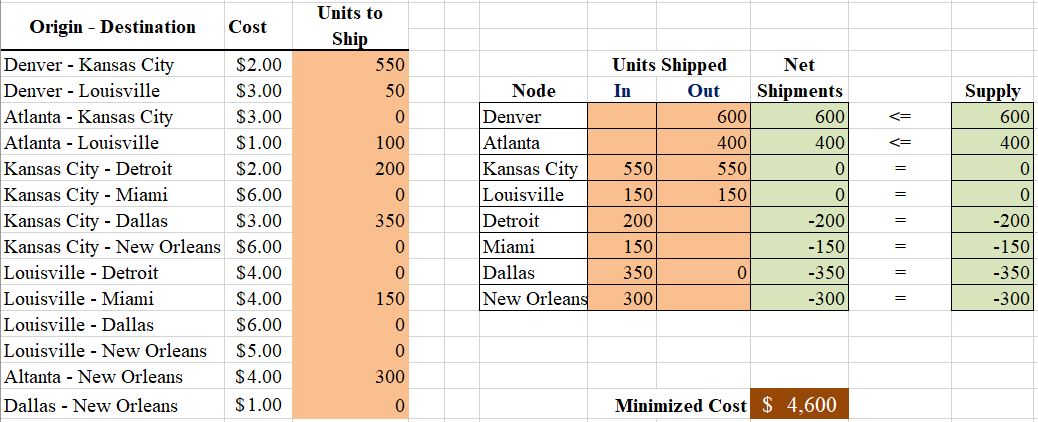 Origin - Destination Cost Units to Ship
Denver - Kansas City $2.00 550
Denver - Louisville $3.00 50 Units Shipped Net
Atlanta - Kansas City $3.00 0 Node In Out Shipments Supply
Atlanta - Louisville $1.00 100 Denver 600 600 <= 600
Kansas City - Detroit $2.00 200 Atlanta 400 400 <= 400
Kansas City - Miami $6.00 0 Kansas City 550 550 0 = 0
Kansas City - Dallas $3.00 350 Louisville 150 150 0 = 0
Kansas City - New Orleans $6.00 0 Detroit 200 -200 = -200
Louisville - Detroit $4.00 0 Miami 150 -150 = -150
Louisville - Miami $4.00 150 Dallas 350 0 -350 = -350
Louisville - Dallas $6.00 0 New Orleans 300 -300 = -300
Louisville - New Orleans $5.00 0
Altanta - New Orleans $4.00 300
Dallas - New Orleans $1.00 0 Minimized Cost $ 4,600